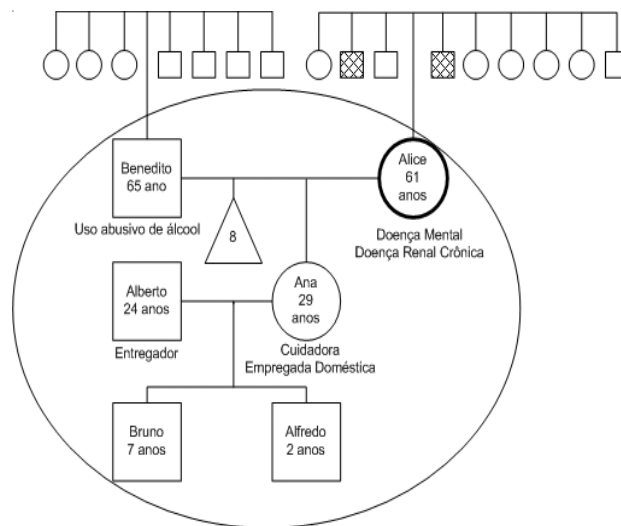 Benedito
65 ano
Uso abusivo de álcool
8
Alice
61
anos
Doença Mental
Doença Renal Crônica
Alberto
24 anos
Entregador
Ana
29
anos
Cuidadora
Empregada Doméstica
Bruno
7 anos
Alfredo
2 anos